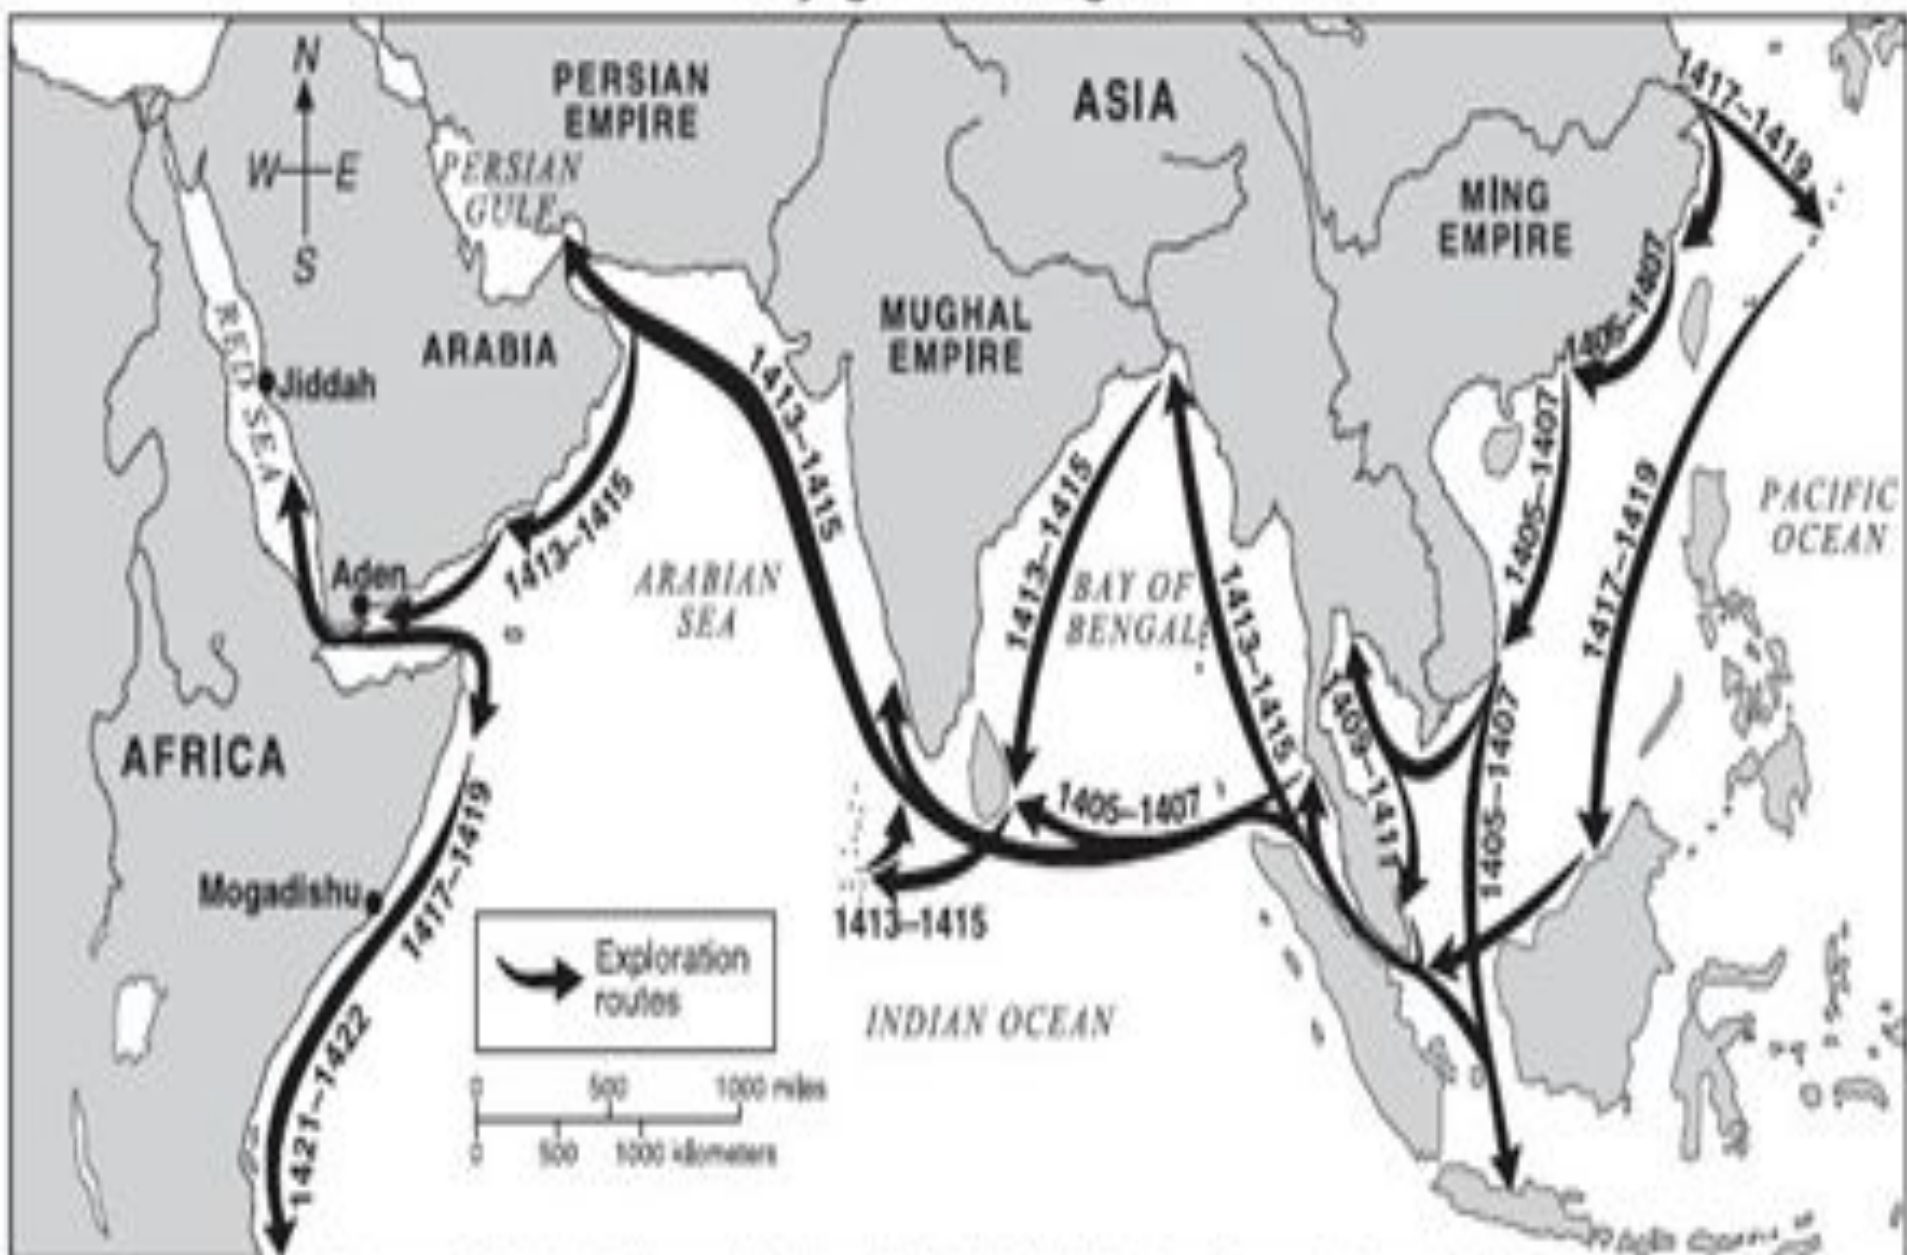 N
W E
S
PERSIAN
EMPIRE
ASIA
1417–1419
PERSIAN
GULF
MING
EMPIRE
1405–1407
MUGHAL
EMPIRE
ARABIA
RED SEA
Jiddah
1413–1415
1413–1415
1405–1407
1417–1419
PACIFIC
OCEAN
1413–1415
Aden
ARABIAN
SEA
BAY OF
BENGAL
1413–1415
AFRICA
1409–1411
1405–1407
1405–1407
1417–1419
Mogadishu
1413–1415
Exploration
routes
INDIAN OCEAN
1421–1422
0 500 1000 miles
0 500 1000 kilometers